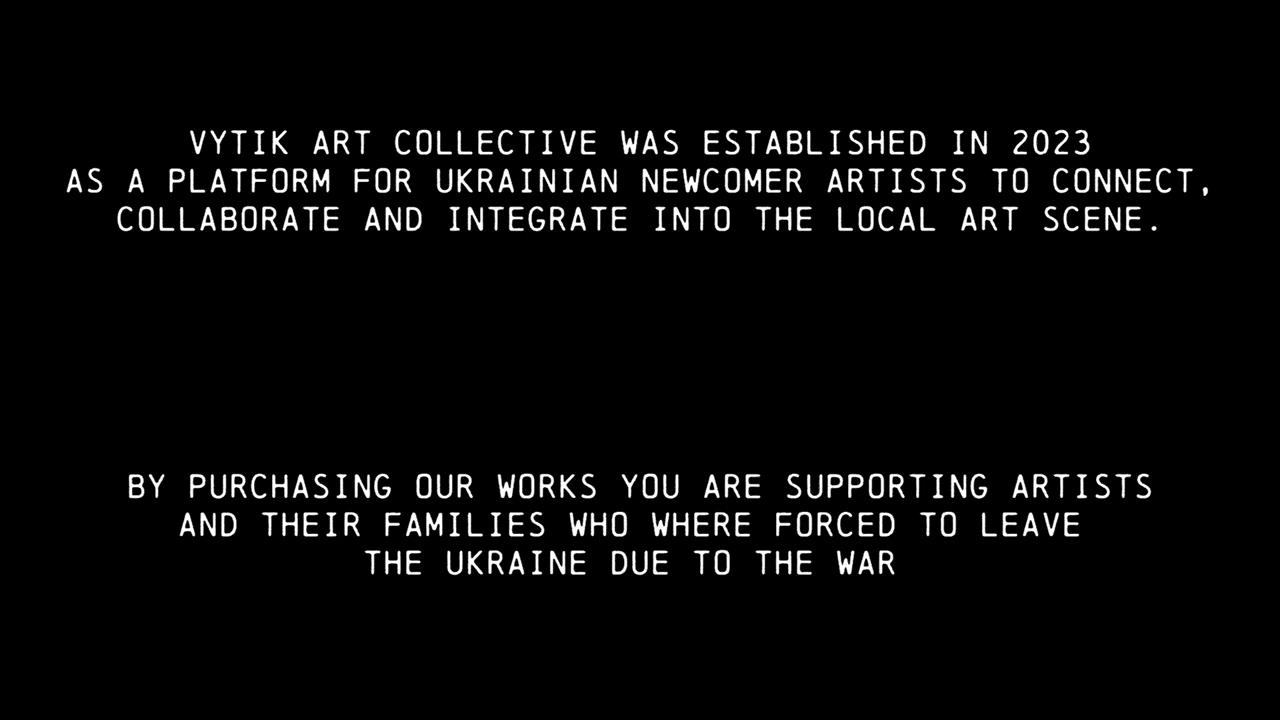 VYTIK ART COLLECTIVE WAS ESTABLISHED IN 2023
AS A PLATFORM FOR UKRAINIAN NEWCOMER ARTISTS TO CONNECT,
COLLABORATE AND INTEGRATE INTO THE LOCAL ART SCENE.
BY PURCHASING OUR WORKS YOU ARE SUPPORTING ARTISTS
AND THEIR FAMILIES WHO WHERE FORCED TO LEAVE
THE UKRAINE DUE TO THE WAR